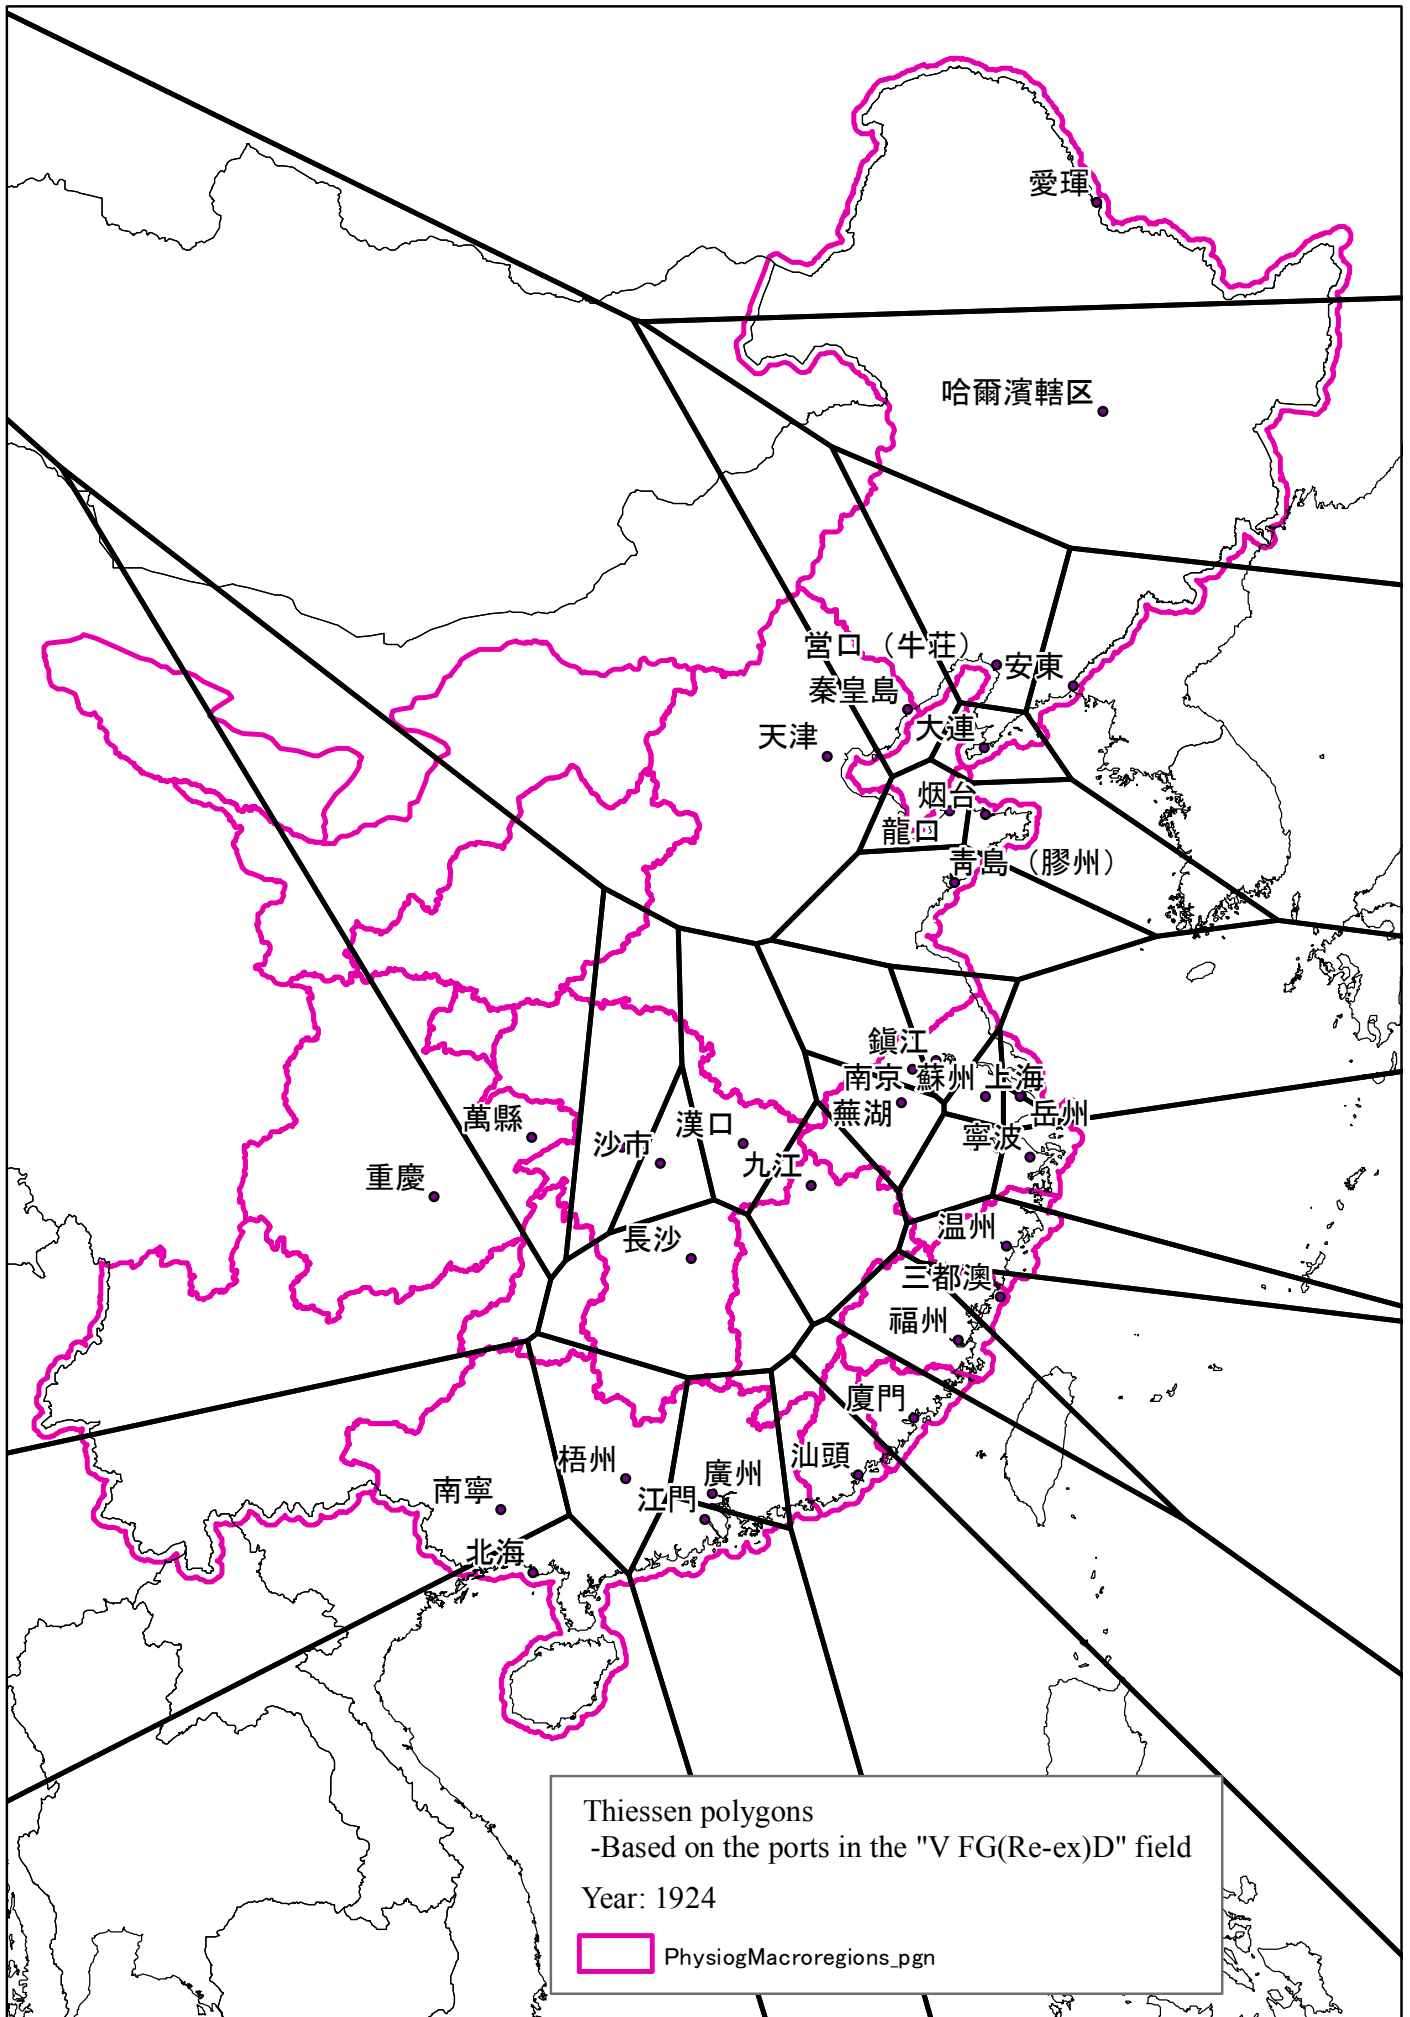 愛琿
哈爾濱轄区
営口（牛荘）
安東
秦皇島
大連
天津
烟台
龍口
青島（膠州）
鎭江
南京
蘇州
上海
蕪湖
岳州
漢口
萬縣
沙市
寧波
九江
重慶
温州
長沙
三都澳
福州
廈門
汕頭
梧州
廣州
南寧
江門
北海
Thiessen polygons
-Based on the ports in the "V FG(Re-ex)D" field
Year: 1924
PhysiogMacroregions_pgn